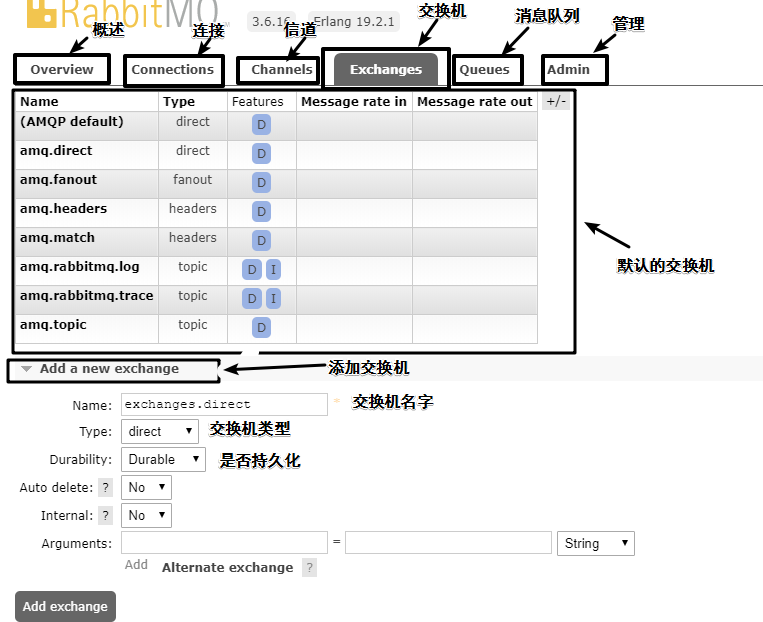 RabbitMQ 3.6.16 Erlang 19.2.1
概述 连接 信道 交换机 消息队列 管理
Overview Connections Channels Exchanges Queues Admin
Name Type Features Message rate in Message rate out +/-
(AMQP default) direct D
amq.direct direct D
amq.fanout fanout D
amq.headers headers D
amq.match headers D
默认的交换机
amq.rabbitmq.log topic D I
amq.rabbitmq.trace topic D I
amq.topic topic D
Add a new exchange 添加交换机
Name: exchanges.direct * 交换机名字
Type: direct 交换机类型
Durability: Durable 是否持久化
Auto delete: ? No
Internal: ? No
Arguments: = String
Add Alternate exchange ?
Add exchange